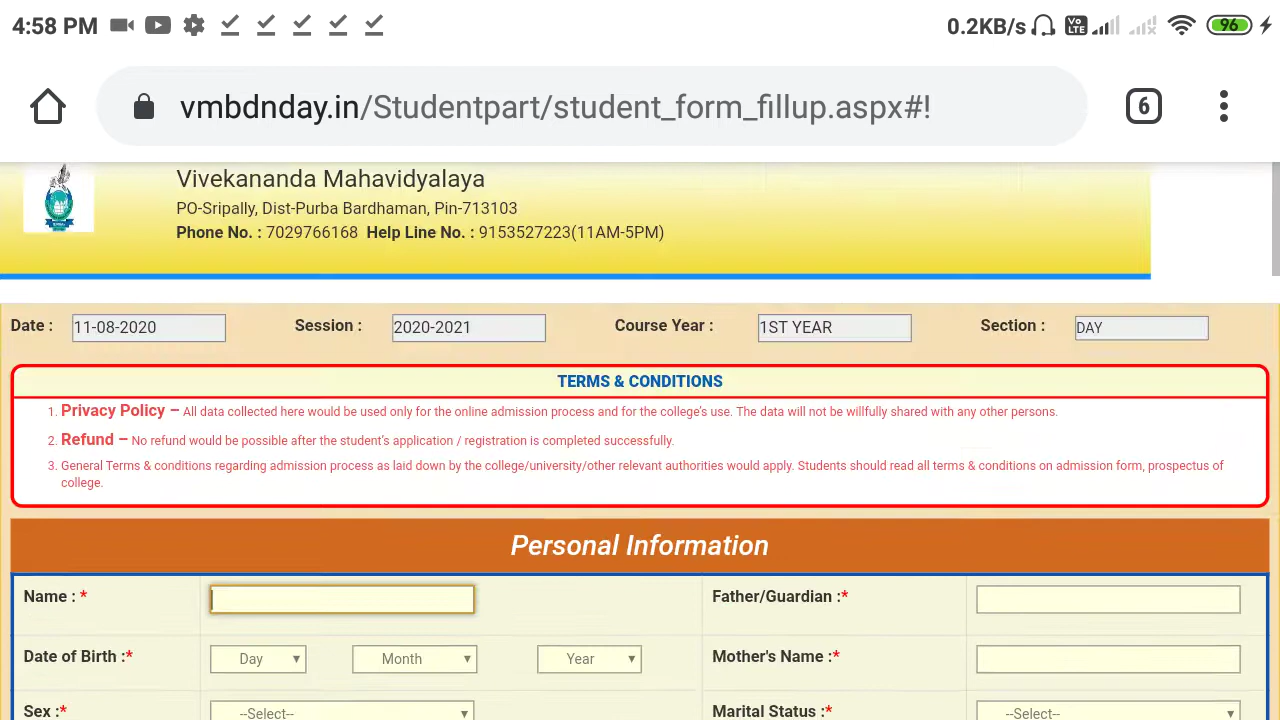 4:58 PM 0.2KB/s Vo LTE 96
vmbdnday.in/Studentpart/student_form_fillup.aspx#! 6
Vivekananda Mahavidyalaya
PO-Sripally, Dist-Purba Bardhaman, Pin-713103
Phone No. : 7029766168 Help Line No. : 9153527223(11AM-5PM)
Date : 11-08-2020 Session : 2020-2021 Course Year : 1ST YEAR Section : DAY
TERMS & CONDITIONS
1. Privacy Policy – All data collected here would be used only for the online admission process and for the college's use. The data will not be willfully shared with any other persons.
2. Refund – No refund would be possible after the student's application / registration is completed successfully.
3. General Terms & conditions regarding admission process as laid down by the college/university/other relevant authorities would apply. Students should read all terms & conditions on admission form, prospectus of
college.
Personal Information
Name : * Father/Guardian :*
Date of Birth :* Day Month Year Mother's Name :*
Sex :* --Select-- Marital Status :* --Select--